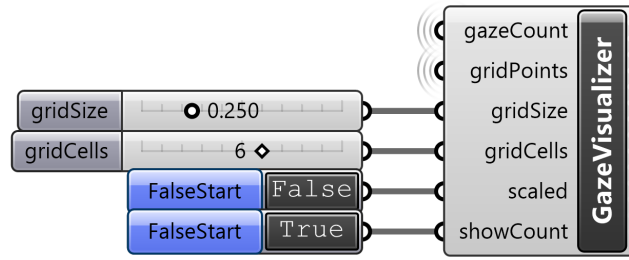 gazeCount
gridPoints
gridSize 0.250 gridSize
gridCells 6 gridCells
FalseStart False scaled
FalseStart True showCount
GazeVisualizer